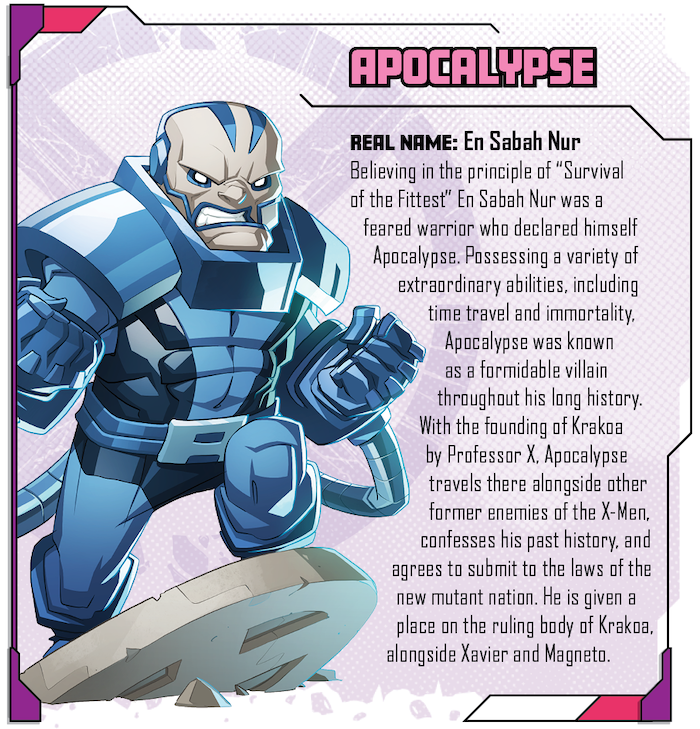 APOCALYPSE
REAL NAME: En Sabah Nur
Believing in the principle of “Survival
of the Fittest” En Sabah Nur was a
feared warrior who declared himself
Apocalypse. Possessing a variety of
extraordinary abilities, including
time travel and immortality,
Apocalypse was known
as a formidable villain
throughout his long history.
With the founding of Krakoa
by Professor X, Apocalypse
travels there alongside other
former enemies of the X-Men,
confesses his past history, and
agrees to submit to the laws of the
new mutant nation. He is given a
place on the ruling body of Krakoa,
alongside Xavier and Magneto.